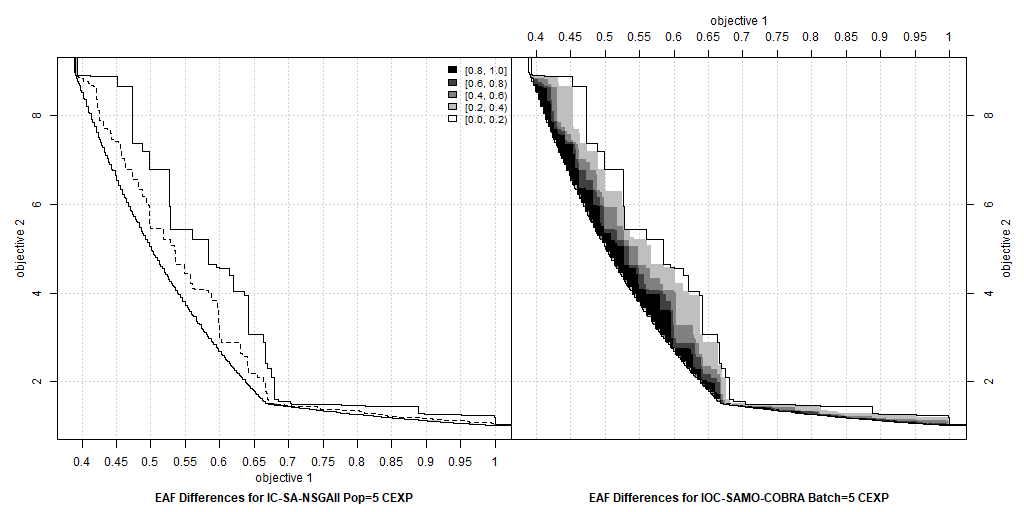 objective 1
0.4 0.45 0.5 0.55 0.6 0.65 0.7 0.75 0.8 0.85 0.9 0.95 1
[0.8, 1.0]
[0.6, 0.8)
[0.4, 0.6)
[0.2, 0.4)
[0.0, 0.2)
8
6
4
2
objective 2
8
6
4
2
objective 2
0.4 0.45 0.5 0.55 0.6 0.65 0.7 0.75 0.8 0.85 0.9 0.95 1
objective 1
EAF Differences for IC-SA-NSGAII Pop=5 CEXP
EAF Differences for IOC-SAMO-COBRA Batch=5 CEXP